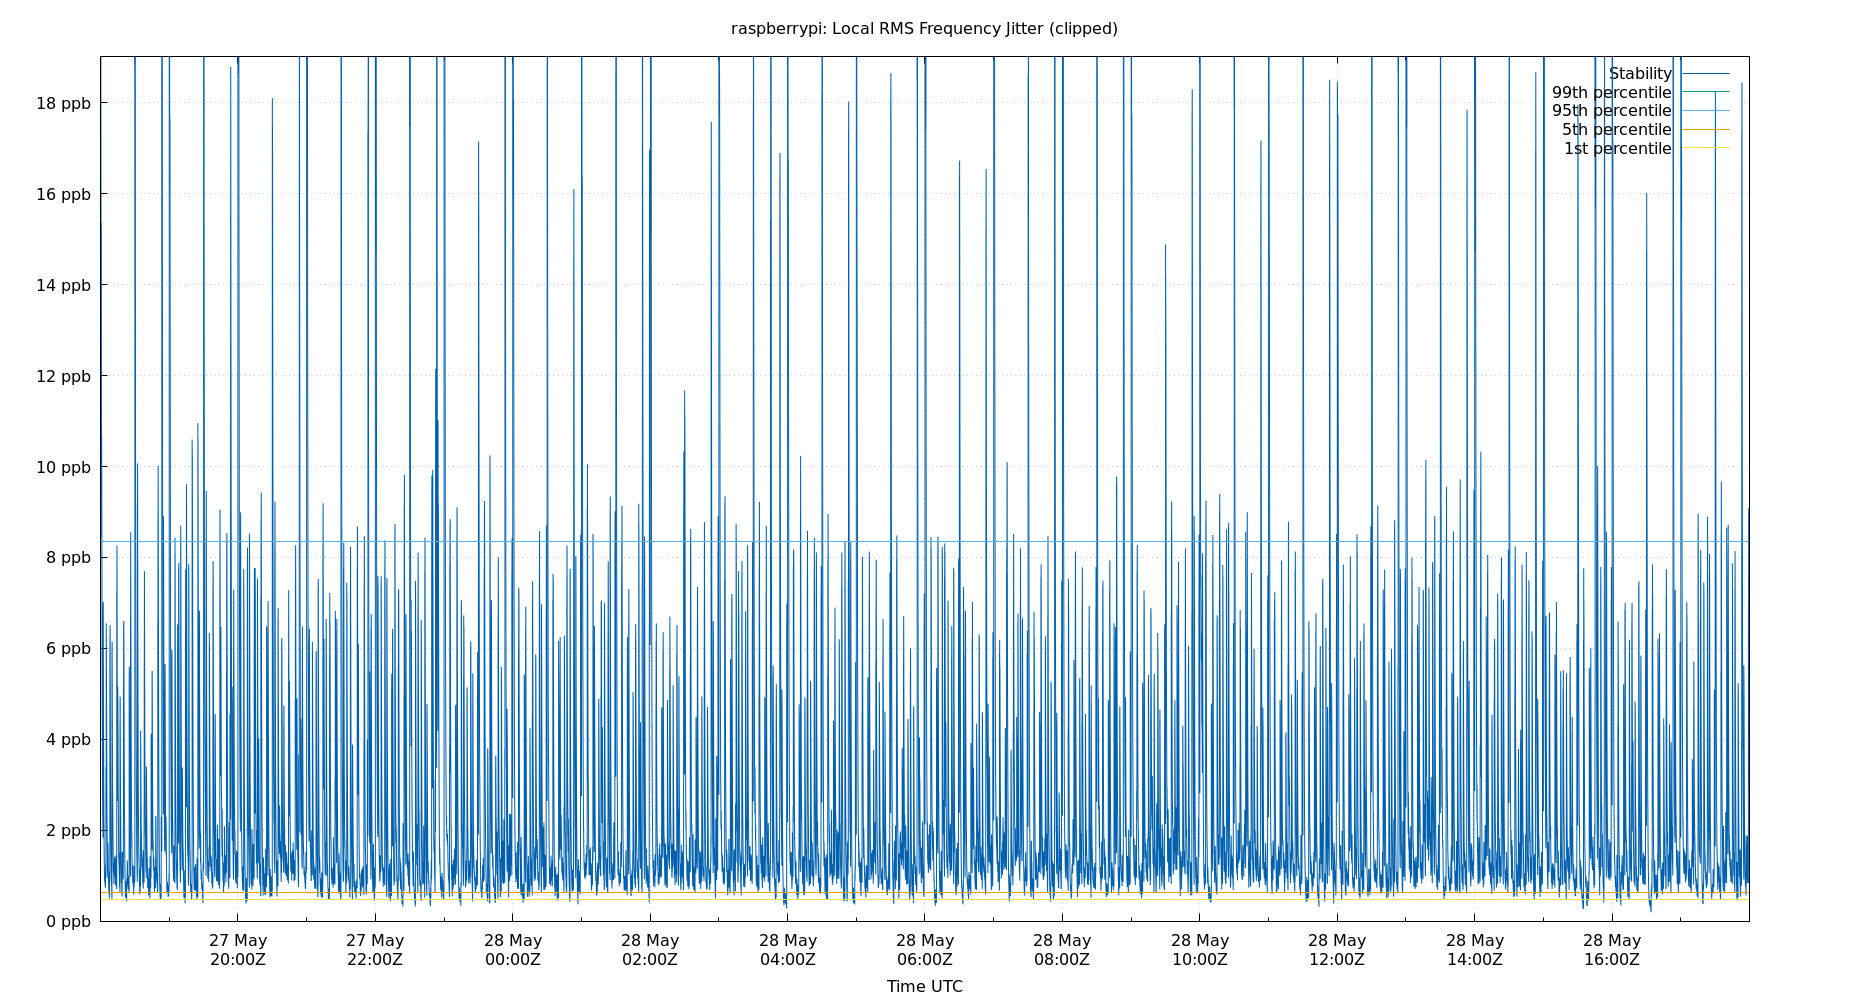 raspberrypi: Local RMS Frequency Jitter (clipped)
Stability
99th percentile
95th percentile
5th percentile
1st percentile
18 ppb
16 ppb
14 ppb
12 ppb
10 ppb
8 ppb
6 ppb
4 ppb
2 ppb
0 ppb
27 May 27 May 28 May 28 May 28 May 28 May 28 May 28 May 28 May 28 May 28 May
20:00Z 22:00Z 00:00Z 02:00Z 04:00Z 06:00Z 08:00Z 10:00Z 12:00Z 14:00Z 16:00Z
Time UTC